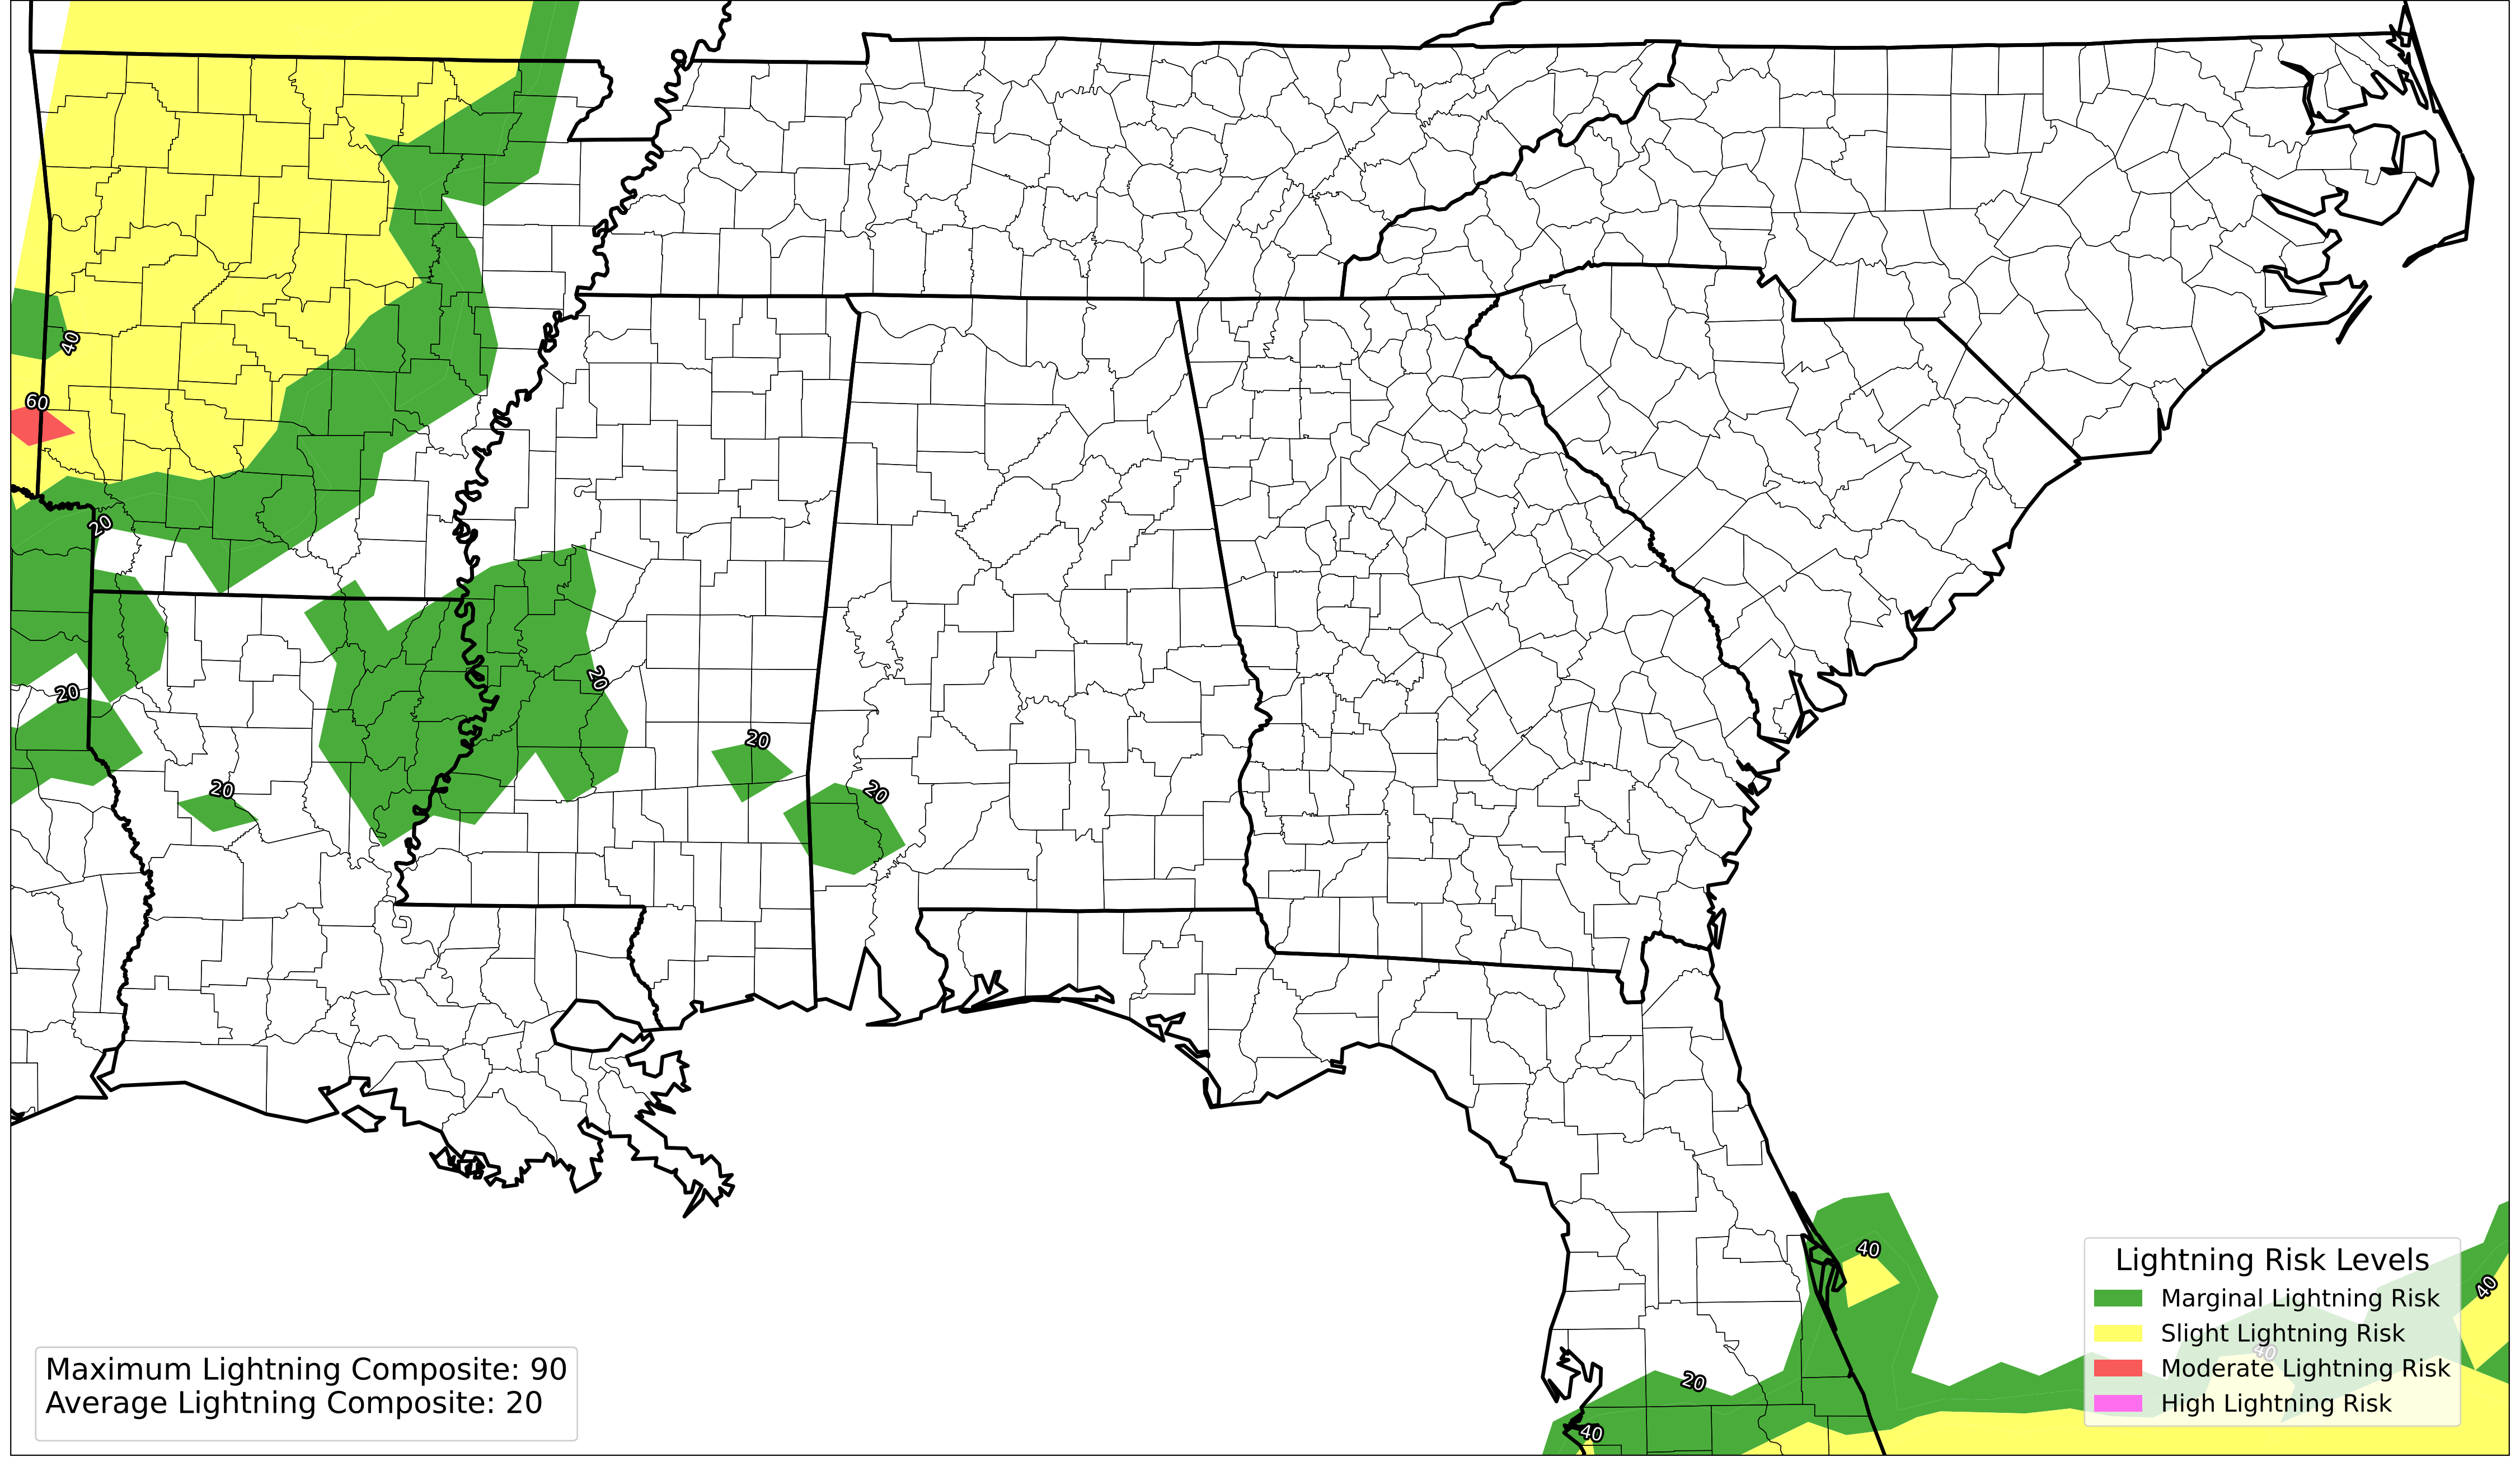 40
60
20
20
20
20
20
20
40
20
40
40
40
Lightning Risk Levels
Marginal Lightning Risk
Slight Lightning Risk
Moderate Lightning Risk
High Lightning Risk
Maximum Lightning Composite: 90
Average Lightning Composite: 20